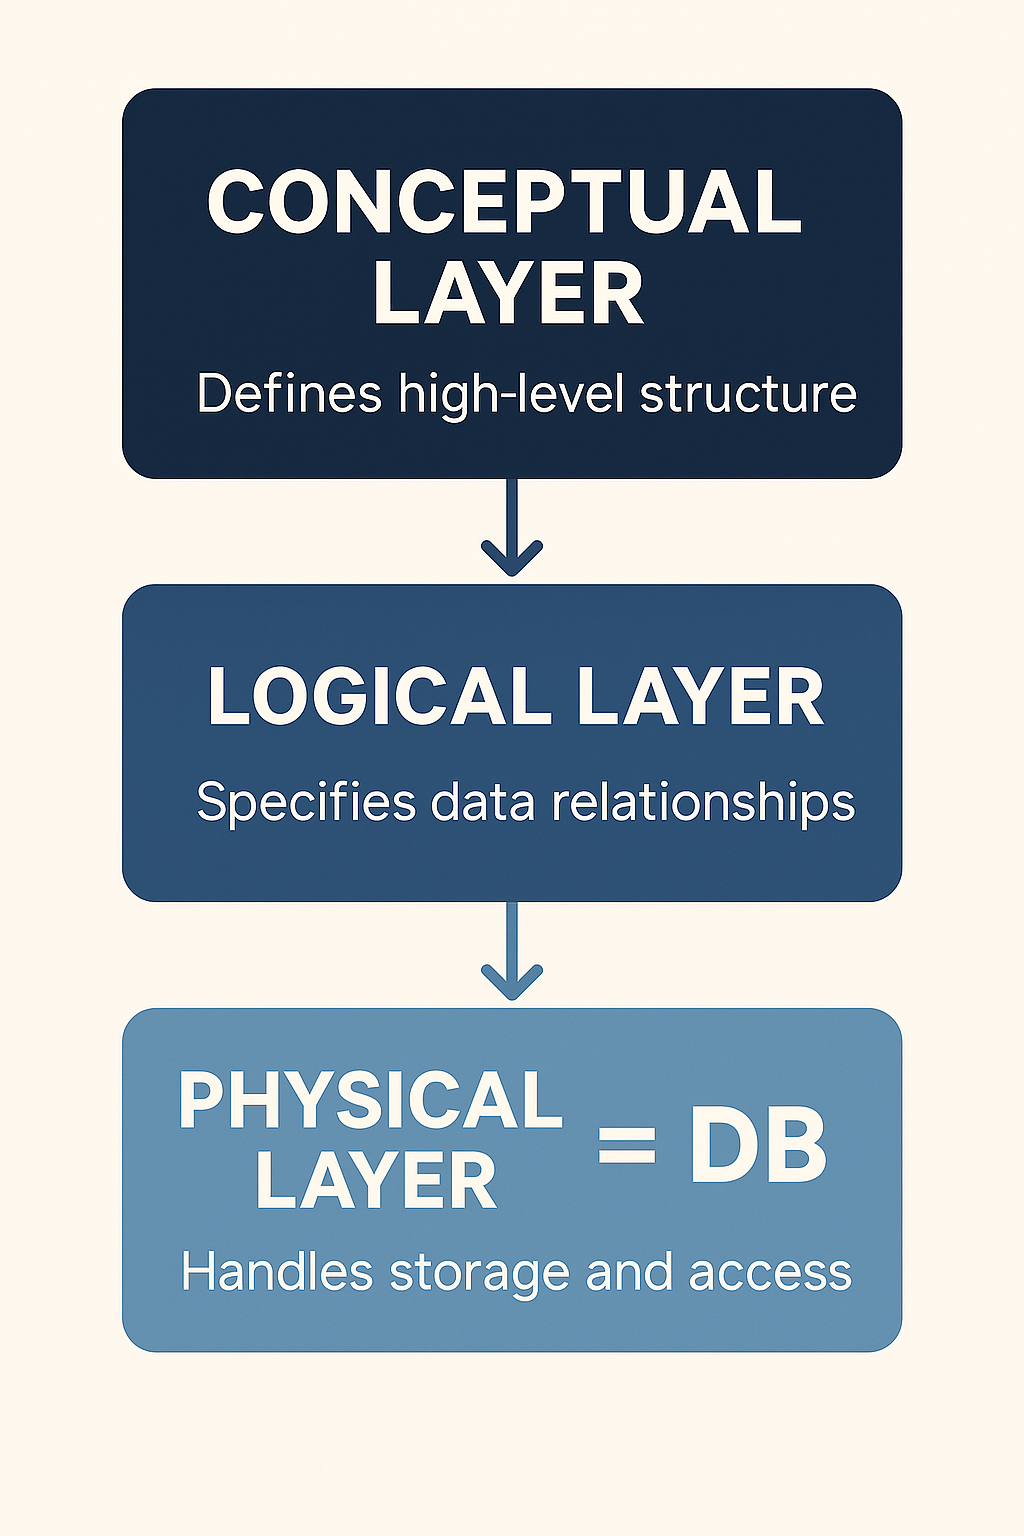 CONCEPTUAL
LAYER
Defines high-level structure
LOGICAL LAYER
Specifies data relationships
PHYSICAL
LAYER
= DB
Handles storage and access